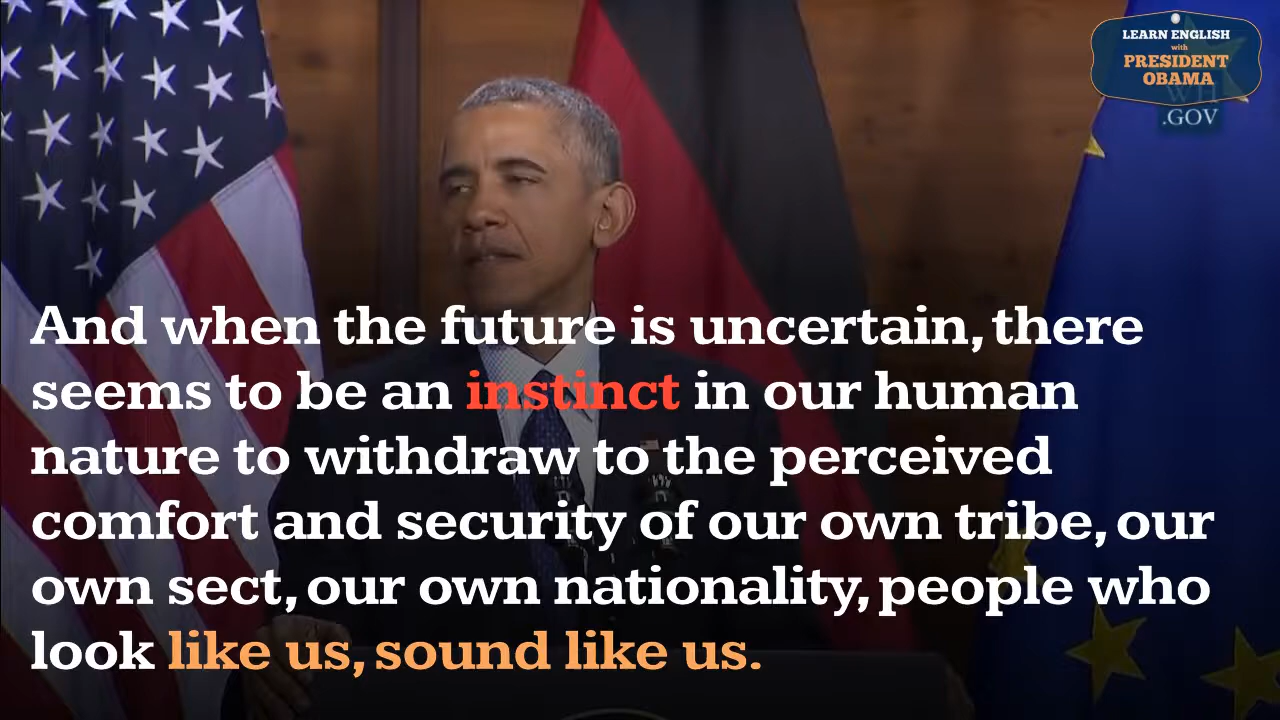 LEARN ENGLISH
with
PRESIDENT
OBAMA
WH
.GOV
And when the future is uncertain, there
seems to be an instinct in our human
nature to withdraw to the perceived
comfort and security of our own tribe, our
own sect, our own nationality, people who
look like us, sound like us.